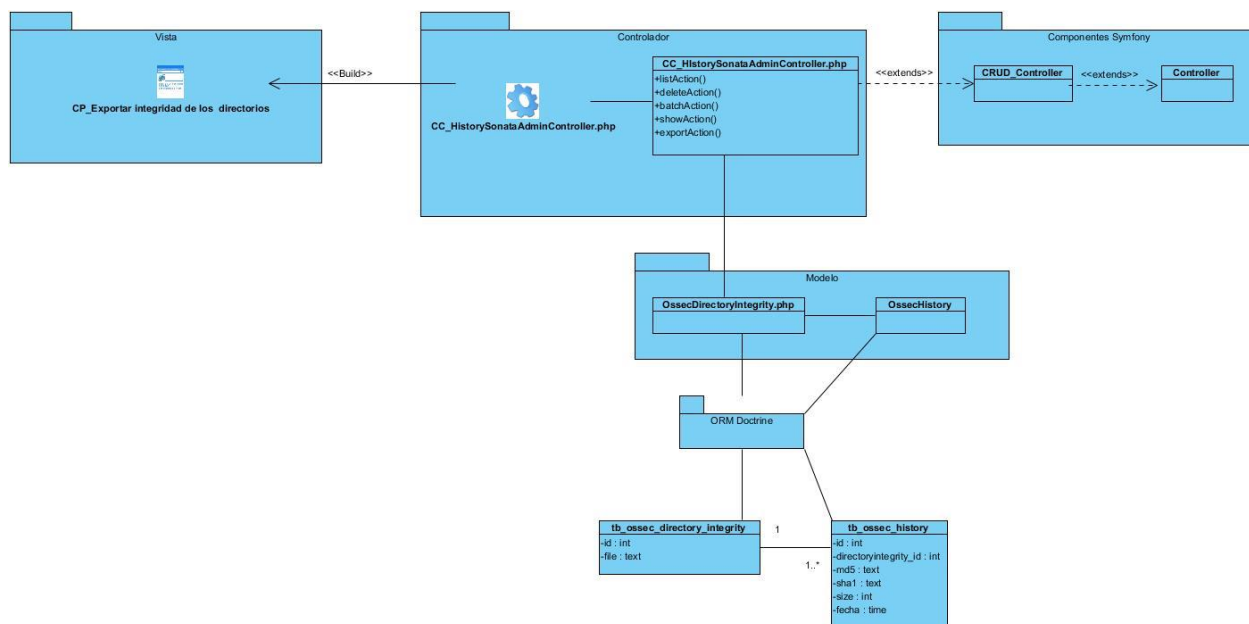 Vista
CP_Exportar integridad de los directorios
<<Build>>
Controlador
CC_HistorySonataAdminController.php
CC_HIstorySonataAdminController.php
+listAction()
+deleteAction()
+batchAction()
+showAction()
+exportAction()
<<extends>>
Componentes Symfony
CRUD_Controller
<<extends>>
Controller
Modelo
OssecDirectoryIntegrity.php
OssecHistory
ORM Doctrine
tb_ossec_directory_integrity
-id : int
-file : text
1
1..*
tb_ossec_history
-id : int
-directoryintegrity_id : int
-md5 : text
-sha1 : text
-size : int
-fecha : time